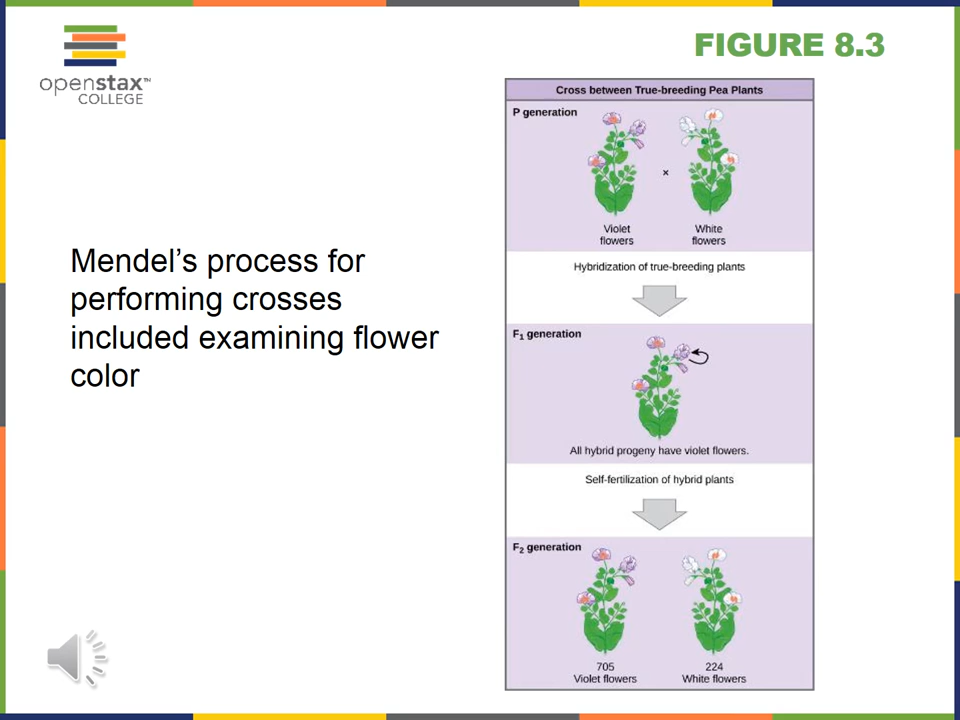 openstax™
COLLEGE
FIGURE 8.3
Mendel's process for
performing crosses
included examining flower
color
Cross between True-breeding Pea Plants
P generation
×
Violet
flowers
White
flowers
Hybridization of true-breeding plants
F₁ generation
All hybrid progeny have violet flowers.
Self-fertilization of hybrid plants
F₂ generation
705
Violet flowers
224
White flowers